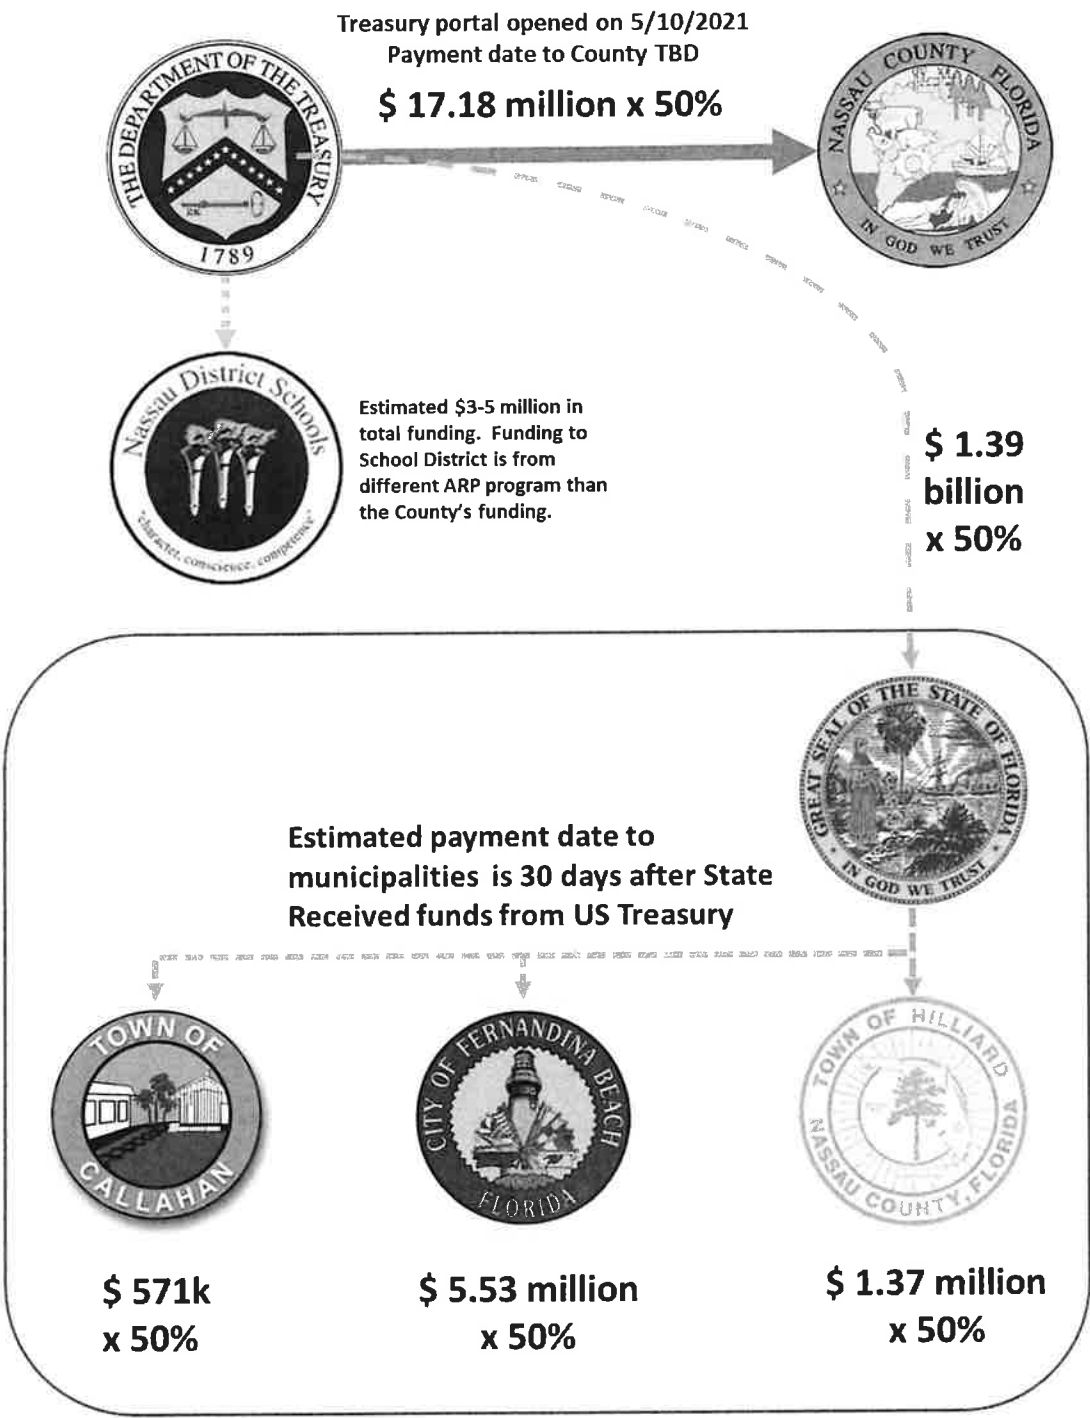 Treasury portal opened on 5/10/2021
Payment date to County TBD
$ 17.18 million x 50%
THE DEPARTMENT OF THE TREASURY
1789
NASSAU COUNTY FLORIDA
IN GOD WE TRUST
Nassau District Schools
"character, conscience, competence"
Estimated $3-5 million in
total funding. Funding to
School District is from
different ARP program than
the County's funding.
$ 1.39
billion
x 50%
GREAT SEAL OF THE STATE OF FLORIDA
IN GOD WE TRUST
Estimated payment date to
municipalities is 30 days after State
Received funds from US Treasury
TOWN OF
CALLAHAN
CITY OF FERNANDINA BEACH
FLORIDA
TOWN OF HILLIARD
NASSAU COUNTY, FLORIDA
$ 571k
x 50%
$ 5.53 million
x 50%
$ 1.37 million
x 50%